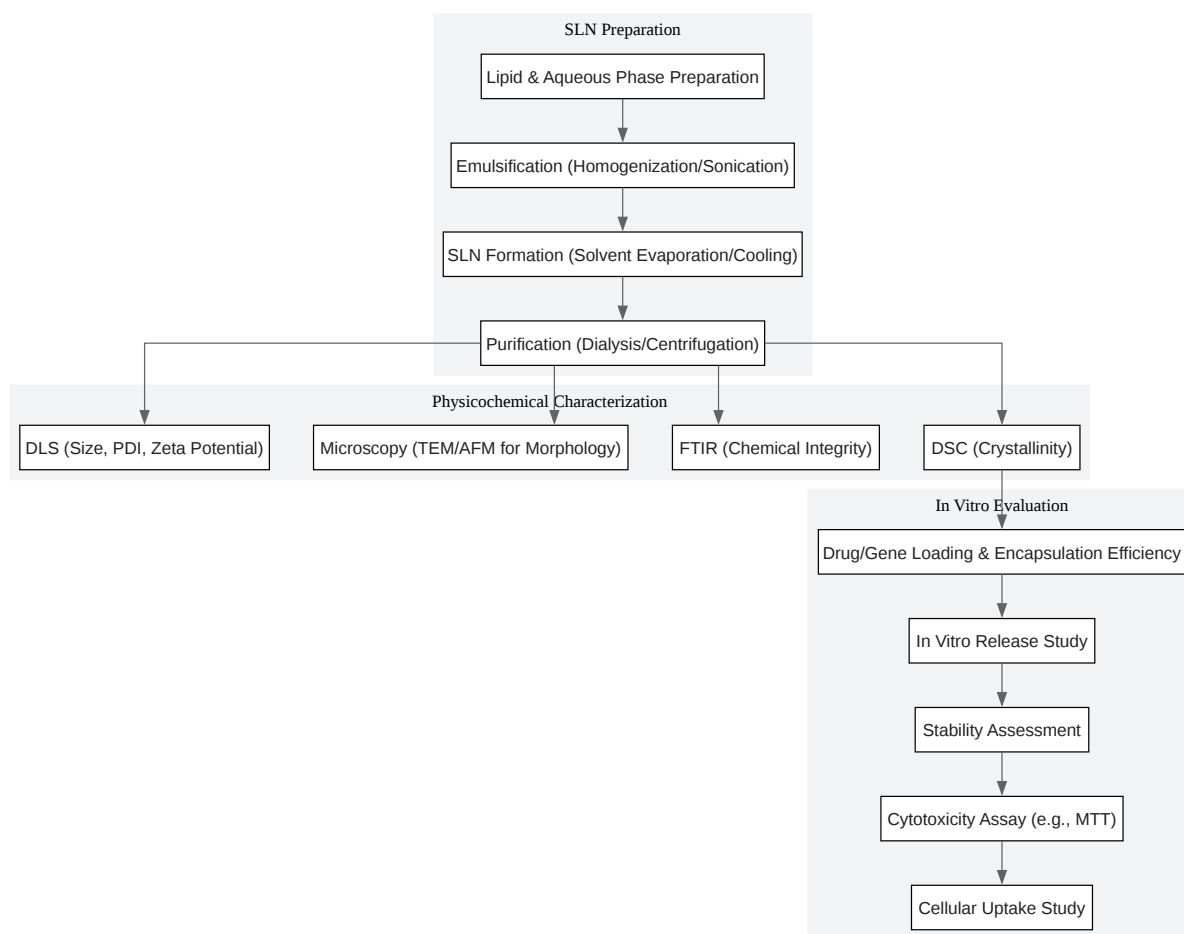 SLN Preparation
Lipid & Aqueous Phase Preparation
Emulsification (Homogenization/Sonication)
SLN Formation (Solvent Evaporation/Cooling)
Purification (Dialysis/Centrifugation)
Physicochemical Characterization
DLS (Size, PDI, Zeta Potential)
Microscopy (TEM/AFM for Morphology)
FTIR (Chemical Integrity)
DSC (Crystallinity)
In Vitro Evaluation
Drug/Gene Loading & Encapsulation Efficiency
In Vitro Release Study
Stability Assessment
Cytotoxicity Assay (e.g., MTT)
Cellular Uptake Study